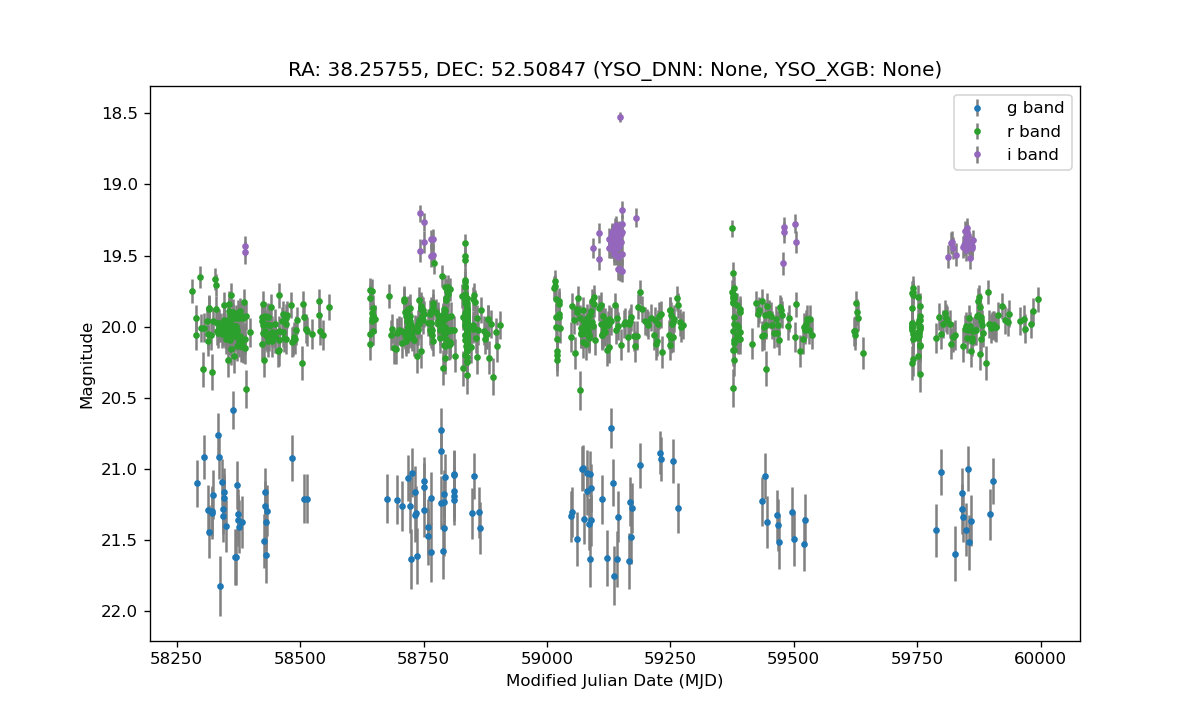 RA: 38.25755, DEC: 52.50847 (YSO_DNN: None, YSO_XGB: None)
g band
r band
i band
18.5
19.0
19.5
20.0
20.5
21.0
21.5
22.0
Magnitude
58250
58500
58750
59000
59250
59500
59750
60000
Modified Julian Date (MJD)